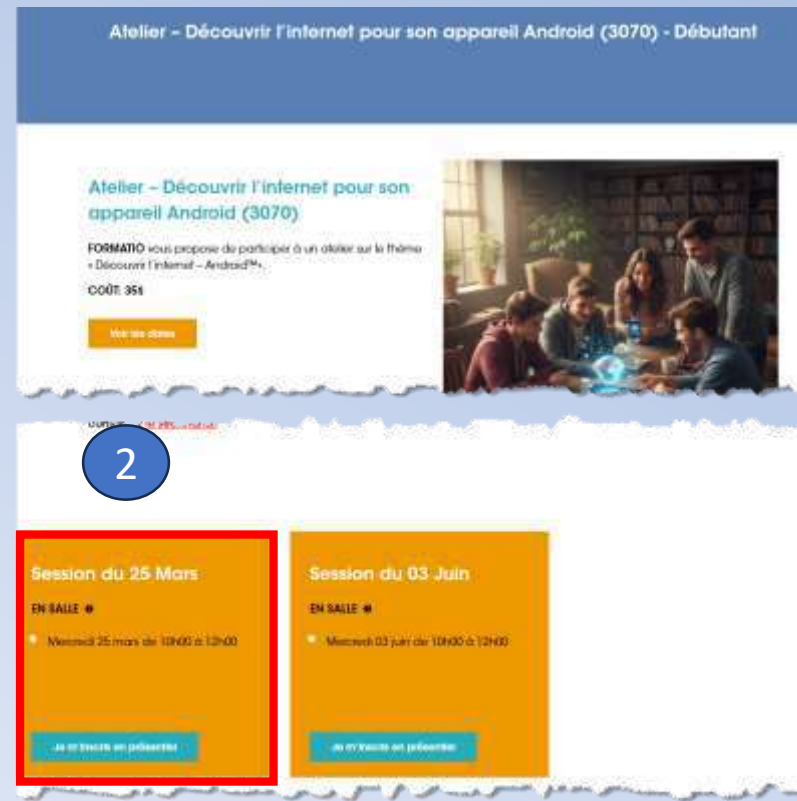 Atelier – Découvrir l'internet pour son appareil Android (3070) - Débutant
Atelier – Découvrir l'internet pour son
appareil Android (3070)
FORMATIO vous propose de participer à un atelier sur le thème
« Découvrir l'internet – Android™».
COÛT: 35$
Voir les dates
2
Session du 25 Mars
EN SALLE
Mercredi 25 mars de 10h00 à 12h00
Je m'inscris en présentiel
Session du 03 Juin
EN SALLE
Mercredi 03 juin de 10h00 à 12h00
Je m'inscris en présentiel